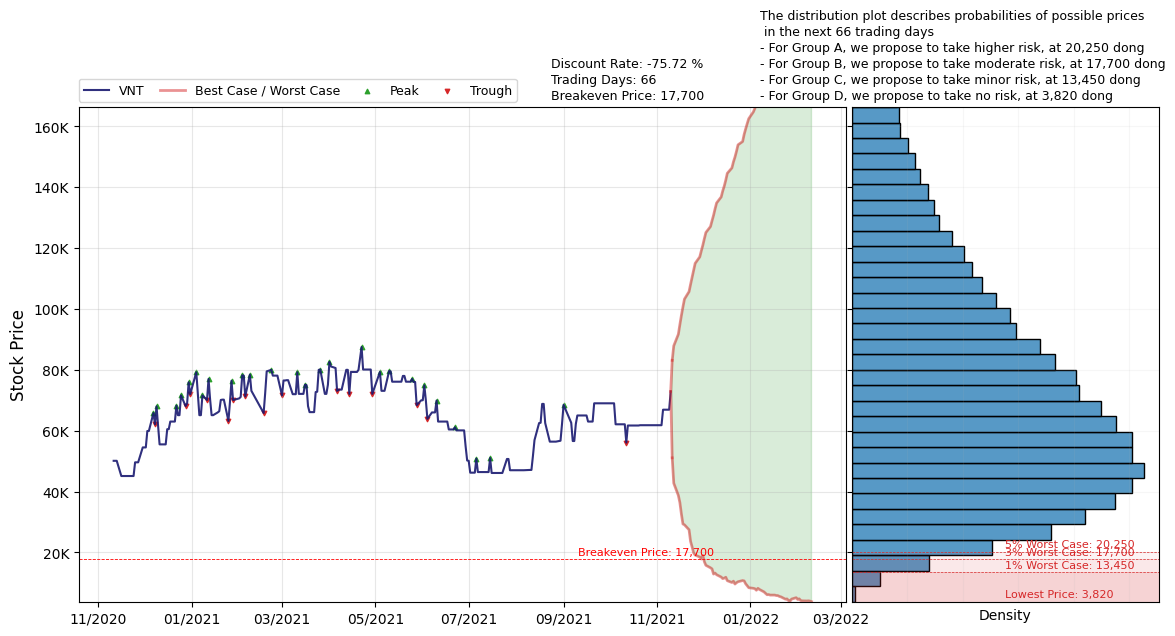 The distribution plot describes probabilities of possible prices
in the next 66 trading days
- For Group A, we propose to take higher risk, at 20,250 dong
- For Group B, we propose to take moderate risk, at 17,700 dong
- For Group C, we propose to take minor risk, at 13,450 dong
- For Group D, we propose to take no risk, at 3,820 dong
Discount Rate: -75.72 %
Trading Days: 66
Breakeven Price: 17,700
VNT
Best Case / Worst Case
Peak
Trough
Stock Price
160K
140K
120K
100K
80K
60K
40K
20K
Breakeven Price: 17,700
11/2020
01/2021
03/2021
05/2021
07/2021
09/2021
11/2021
01/2022
03/2022
5% Worst Case: 20,250
3% Worst Case: 17,700
1% Worst Case: 13,450
Lowest Price: 3,820
Density